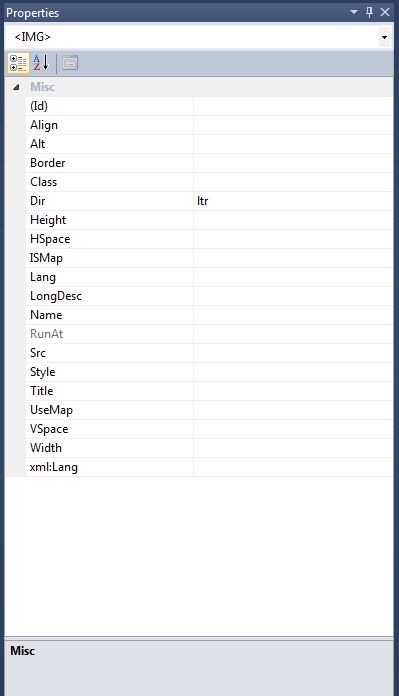 Properties
<IMG>
Misc
(Id)
Align
Alt
Border
Class
Dir ltr
Height
HSpace
ISMap
Lang
LongDesc
Name
RunAt
Src
Style
Title
UseMap
VSpace
Width
xml:Lang
Misc